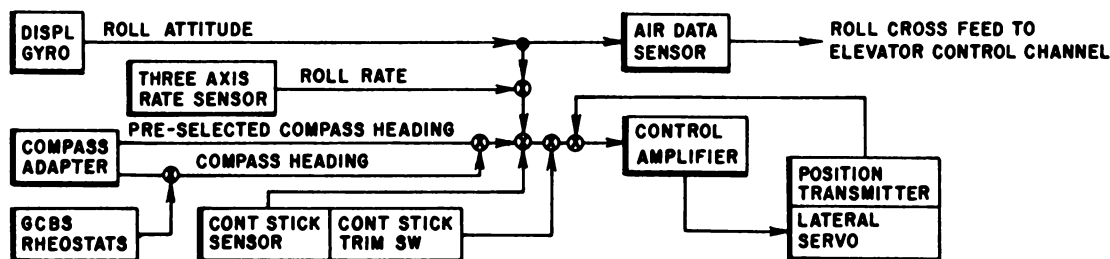 DISPL
GYRO
ROLL ATTITUDE
AIR DATA
SENSOR
ROLL CROSS FEED TO
ELEVATOR CONTROL CHANNEL
THREE AXIS
RATE SENSOR
ROLL RATE
COMPASS
ADAPTER
PRE-SELECTED COMPASS HEADING
COMPASS HEADING
CONTROL
AMPLIFIER
POSITION
TRANSMITTER
LATERAL
SERVO
GCBS
RHEOSTATS
CONT STICK
SENSOR
CONT STICK
TRIM SW